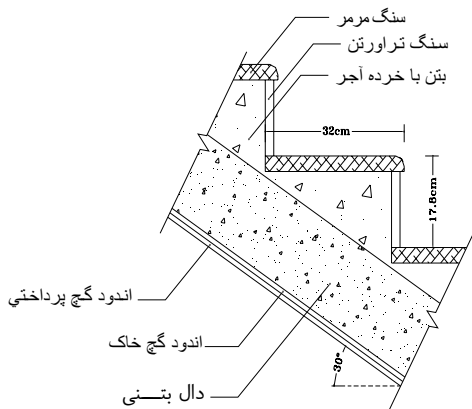 سنگ مرمر
سنگ تراورتن
بتن با خرده آجر
32cm
17.8cm
اندود گچ پرداختي
اندود گچ خاک
30°
دال بتـــنی